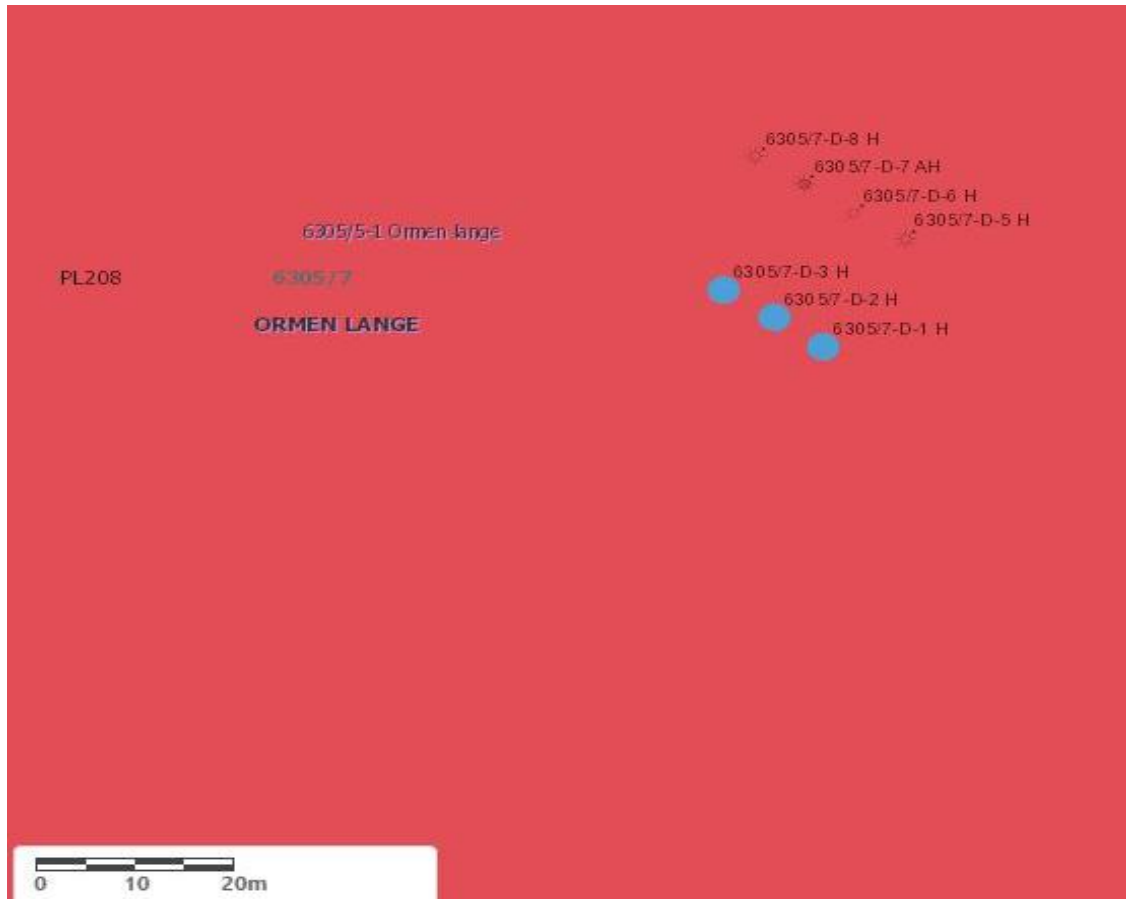 6305/7-D-8 H
6305/7-D-7 AH
6305/7-D-6 H
6305/7-D-5 H
6305/5-1 Ormen lange
PL208
6305/7
6305/7-D-3 H
6305/7-D-2 H
ORMEN LANGE
6305/7-D-1 H
0 10 20m